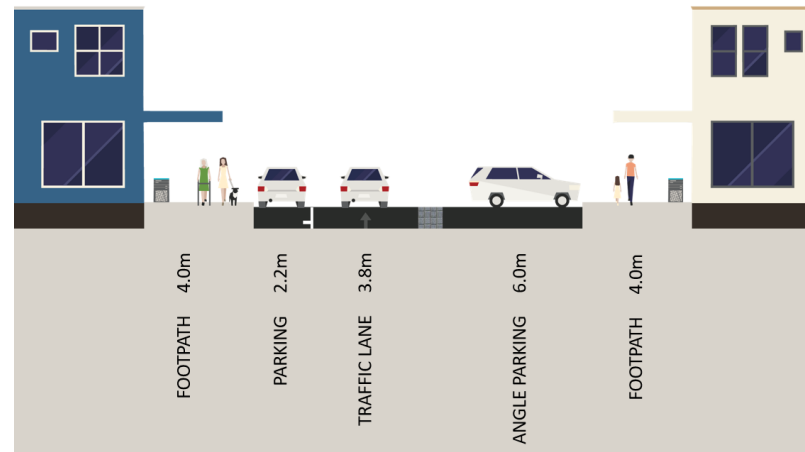 FOOTPATH 4.0m
PARKING 2.2m
TRAFFIC LANE 3.8m
ANGLE PARKING 6.0m
FOOTPATH 4.0m